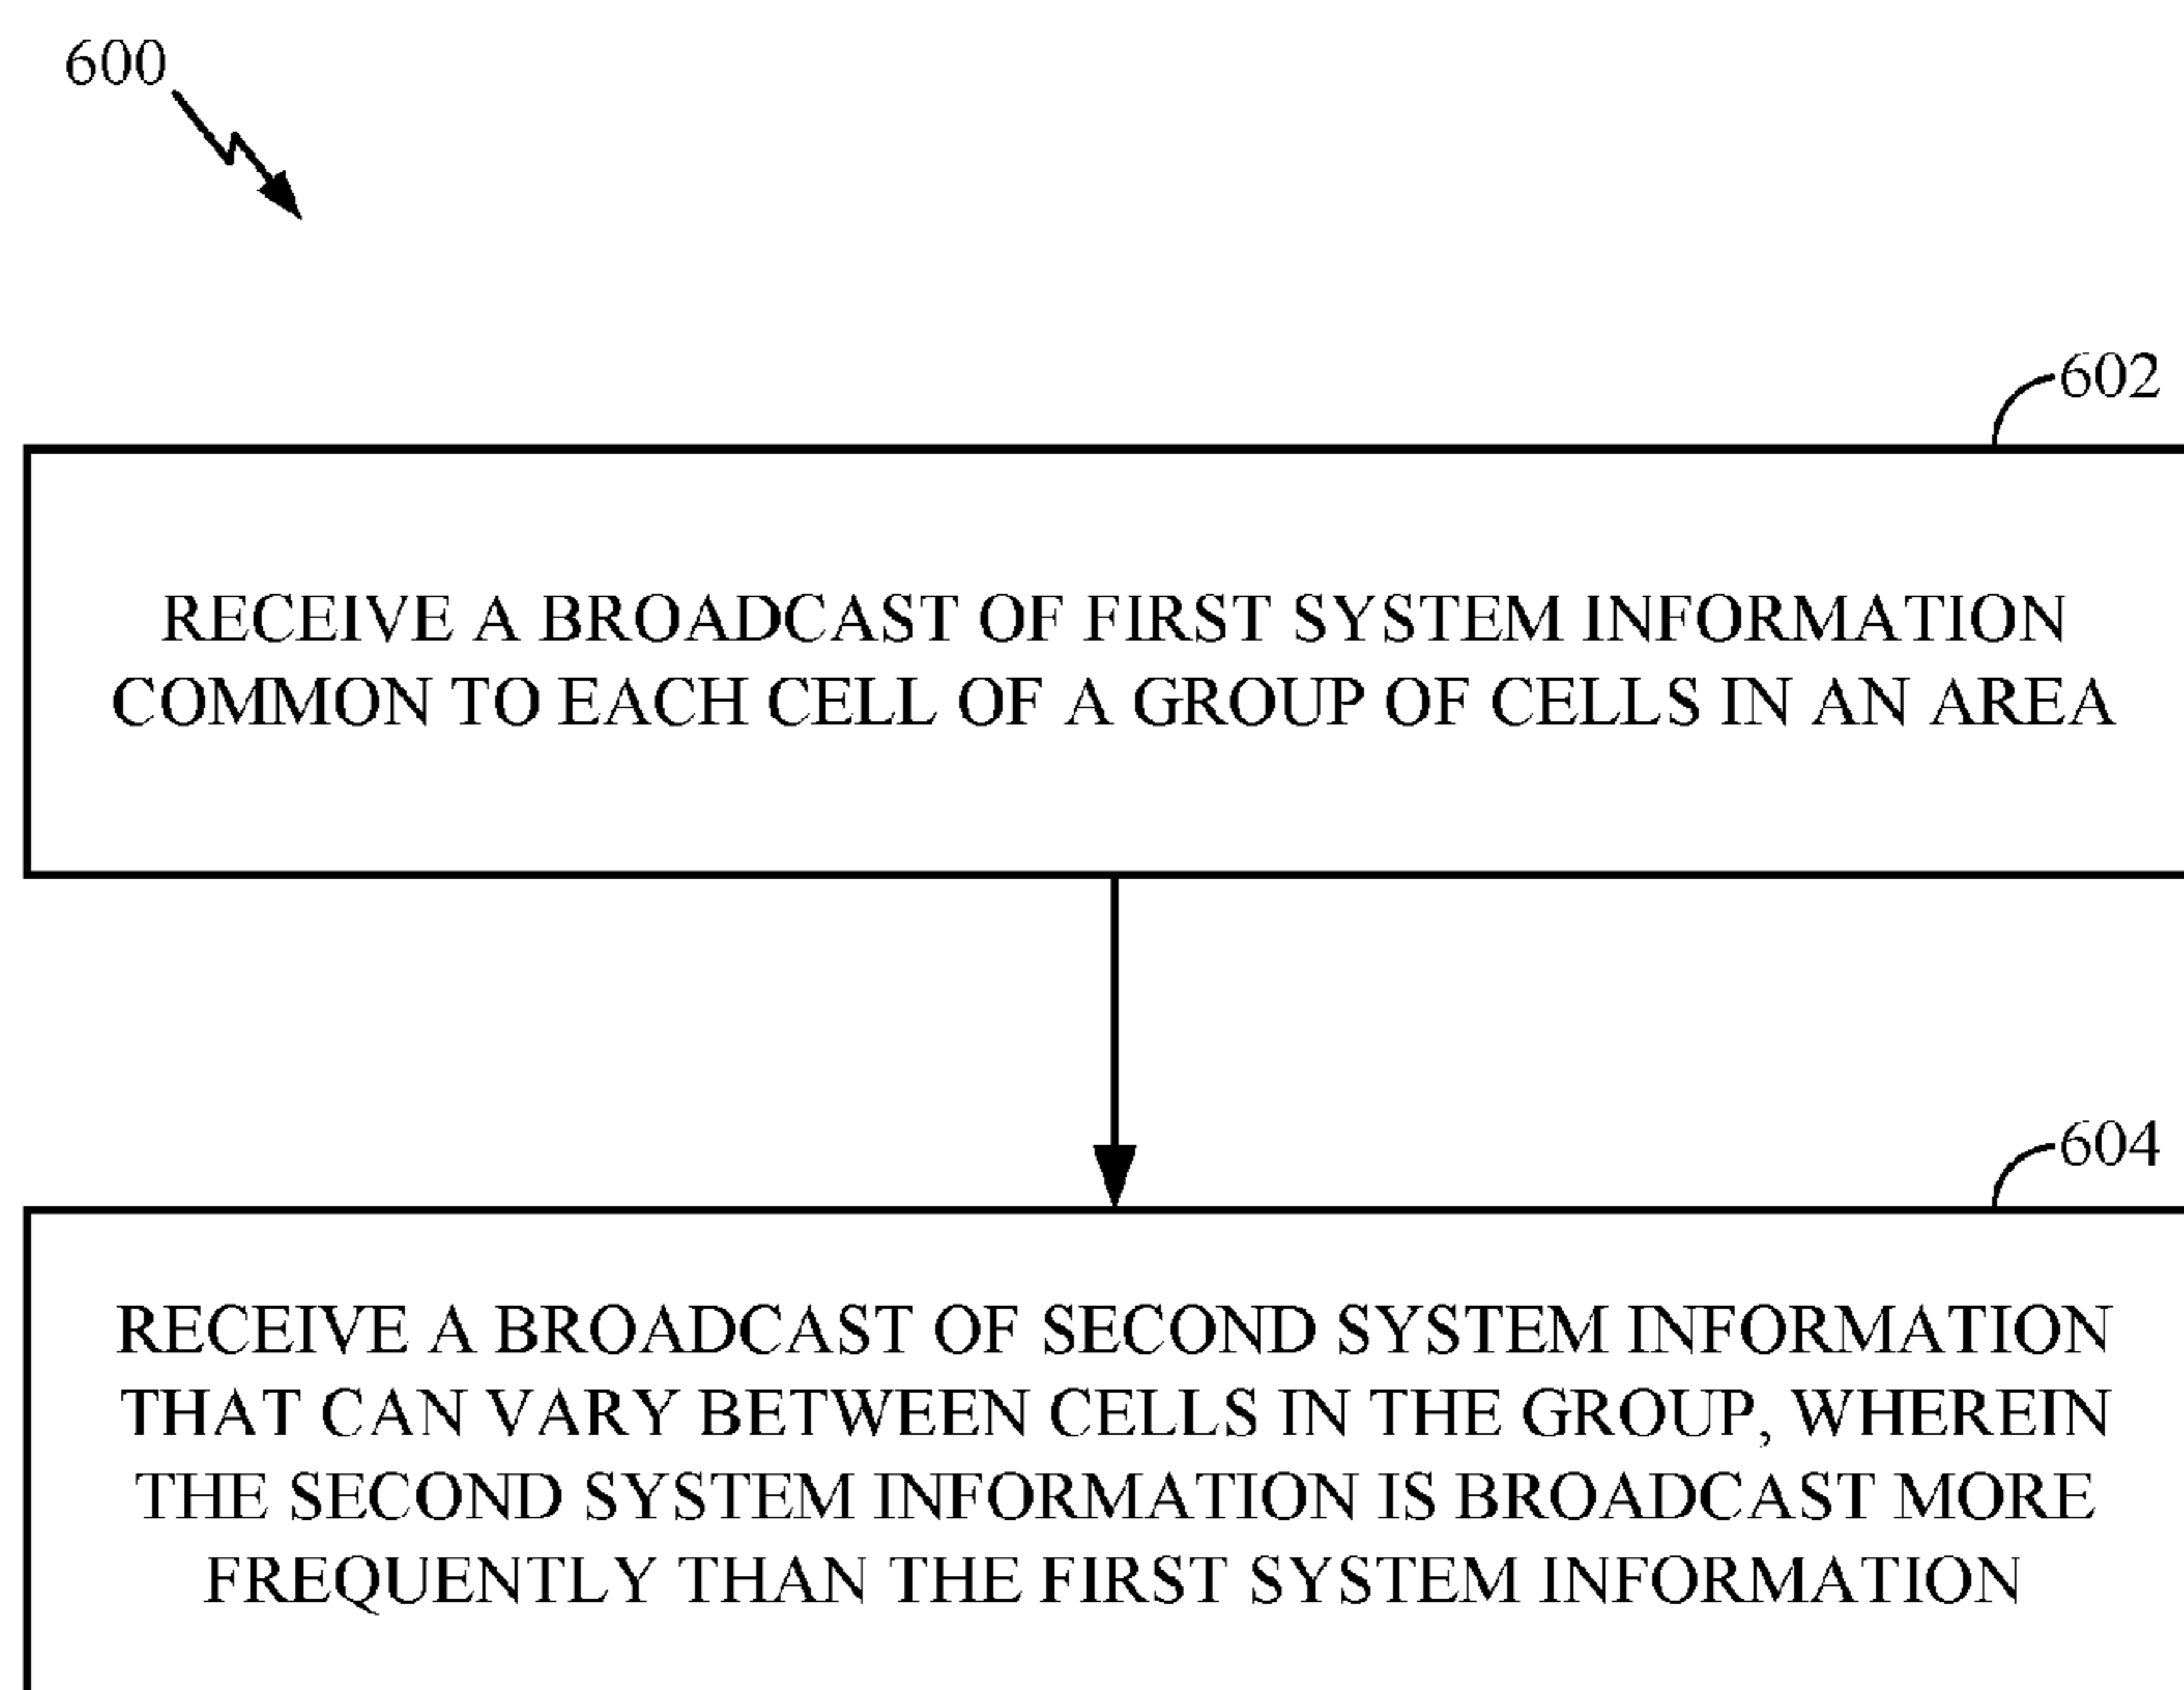 600
602
RECEIVE A BROADCAST OF FIRST SYSTEM INFORMATION
COMMON TO EACH CELL OF A GROUP OF CELLS IN AN AREA
604
RECEIVE A BROADCAST OF SECOND SYSTEM INFORMATION
THAT CAN VARY BETWEEN CELLS IN THE GROUP, WHEREIN
THE SECOND SYSTEM INFORMATION IS BROADCAST MORE
FREQUENTLY THAN THE FIRST SYSTEM INFORMATION